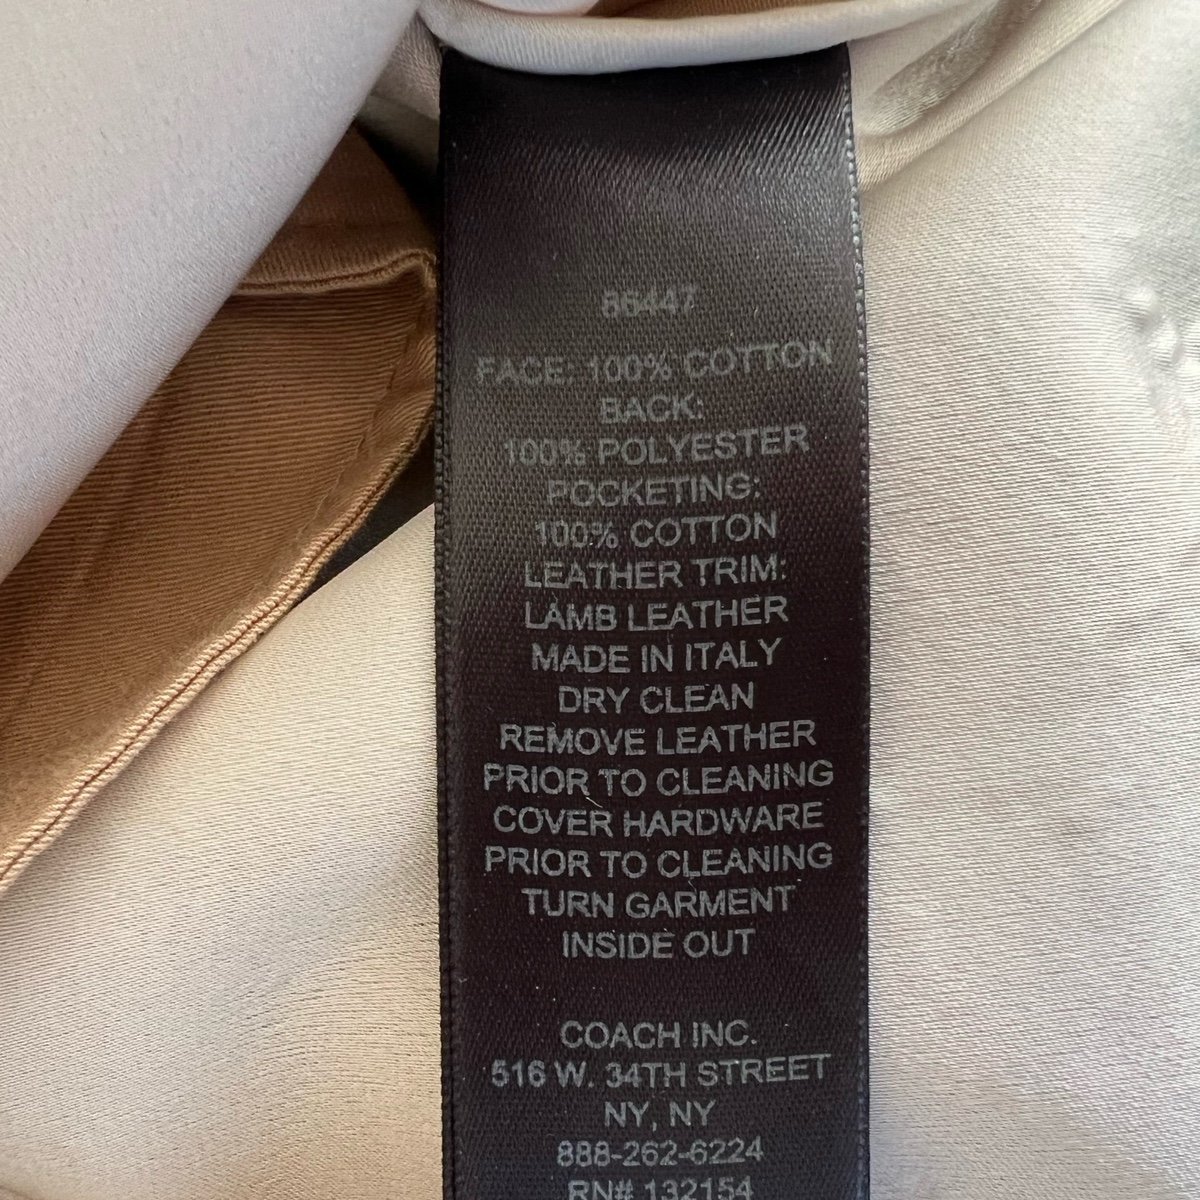 86447
FACE: 100% COTTON
BACK:
100% POLYESTER
POCKETING:
100% COTTON
LEATHER TRIM:
LAMB LEATHER
MADE IN ITALY
DRY CLEAN
REMOVE LEATHER
PRIOR TO CLEANING
COVER HARDWARE
PRIOR TO CLEANING
TURN GARMENT
INSIDE OUT
COACH INC.
516 W. 34TH STREET
NY, NY
888-262-6224
RN# 132154